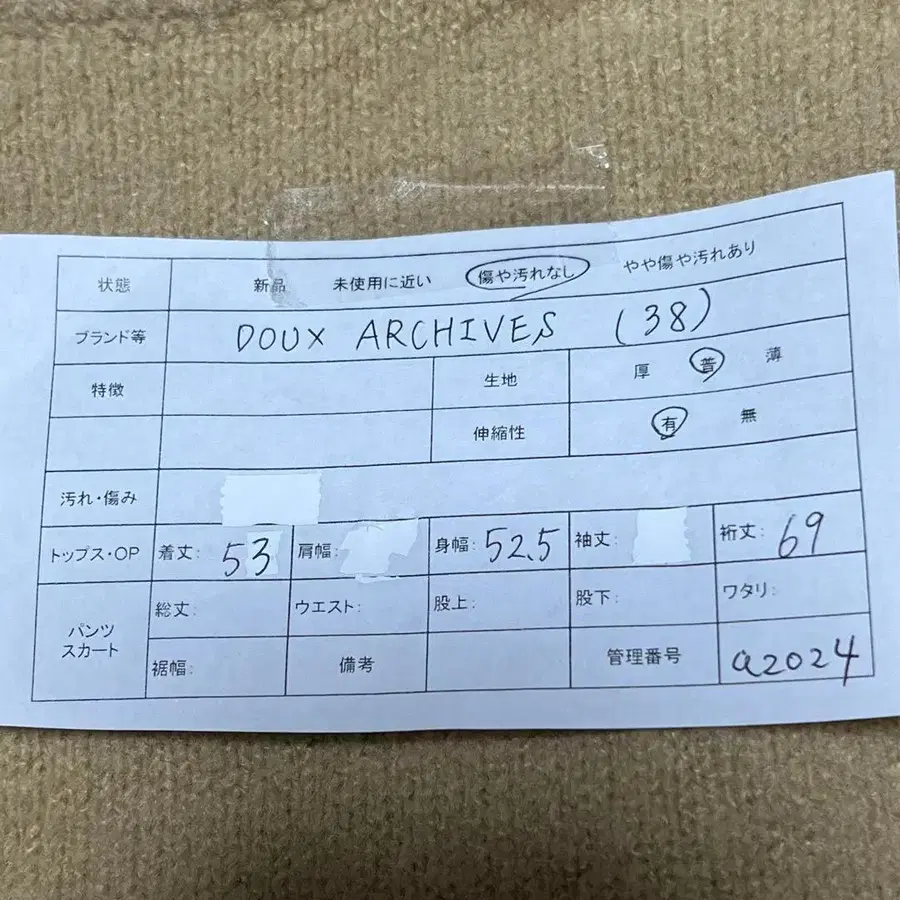 状態 新品 未使用に近い 傷や汚れなし やや傷や汚れあり
ブランド等 DOUX ARCHIVES (38)
特徴 生地 厚 普 薄
伸縮性 有 無
汚れ・傷み
トップス・OP 着丈: 53 肩幅: 身幅: 52.5 袖丈: 裄丈: 69
パンツ
スカート
総丈: ウエスト: 股上: 股下: ワタリ:
裾幅: 備考 管理番号 a2024